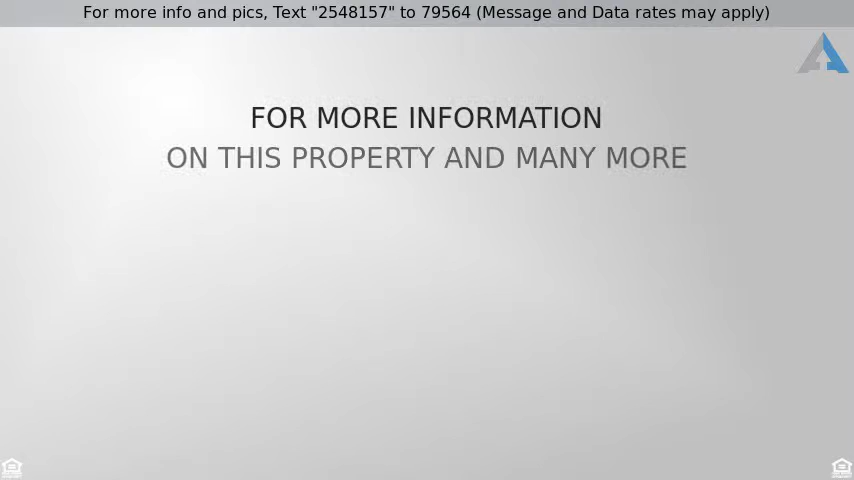 For more info and pics, Text "2548157" to 79564 (Message and Data rates may apply)
FOR MORE INFORMATION
ON THIS PROPERTY AND MANY MORE